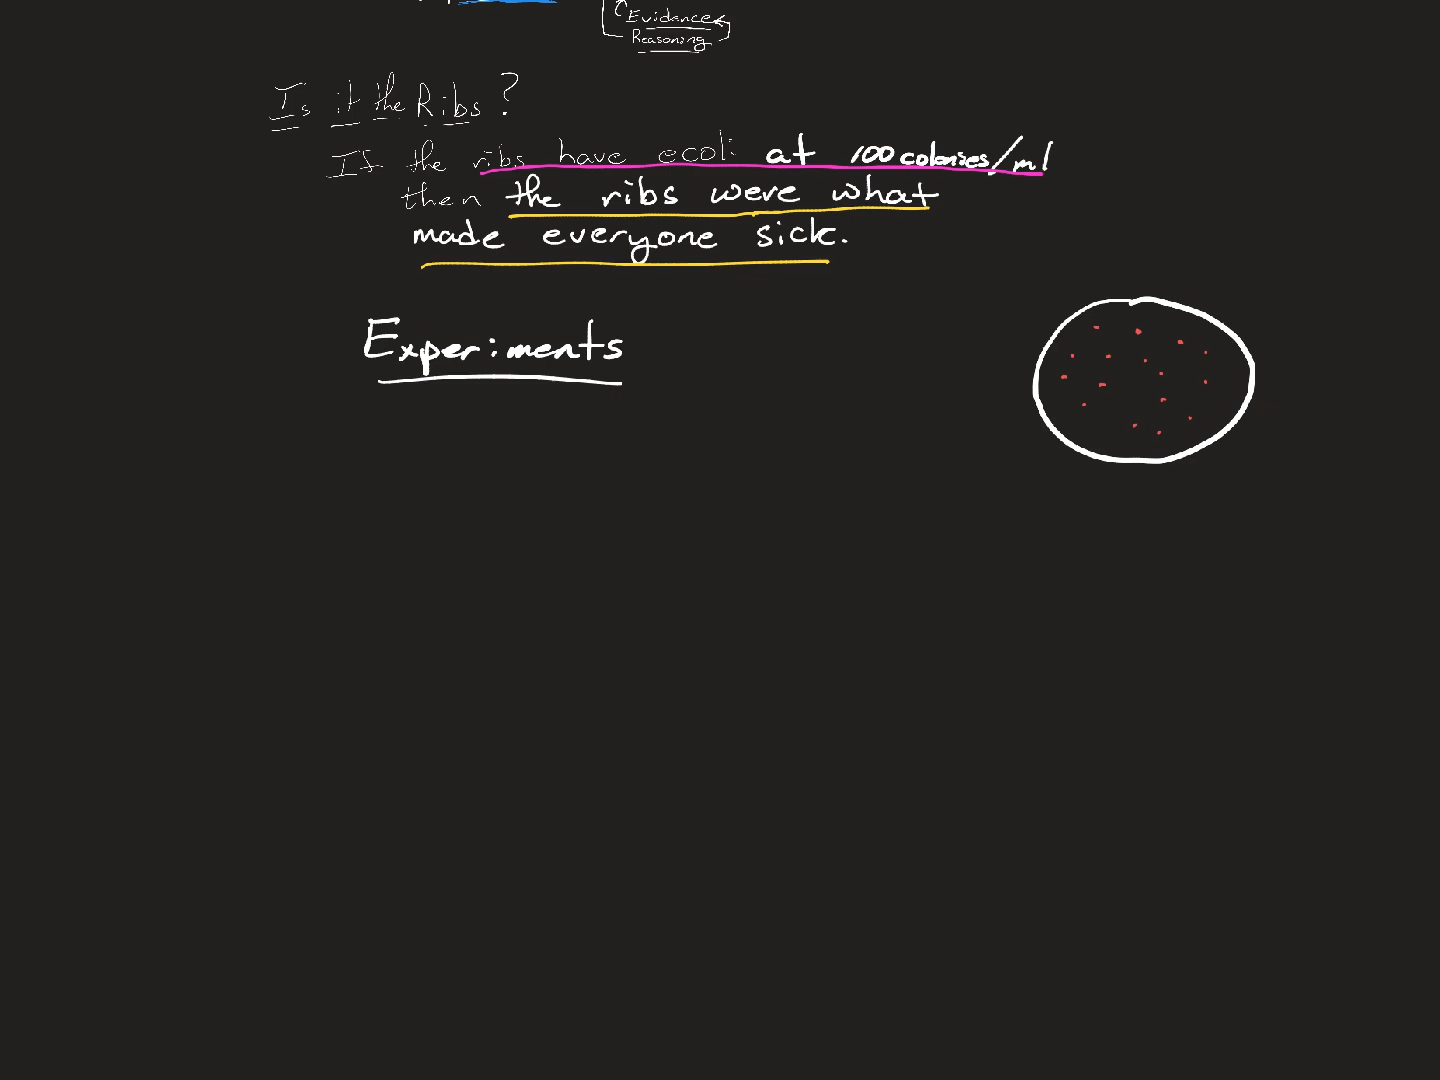 Evidence
Reasoning
Is it the Ribs?
If the ribs have ecoli at 100 colonies/ml
then the ribs were what
made everyone sick.
Experiments